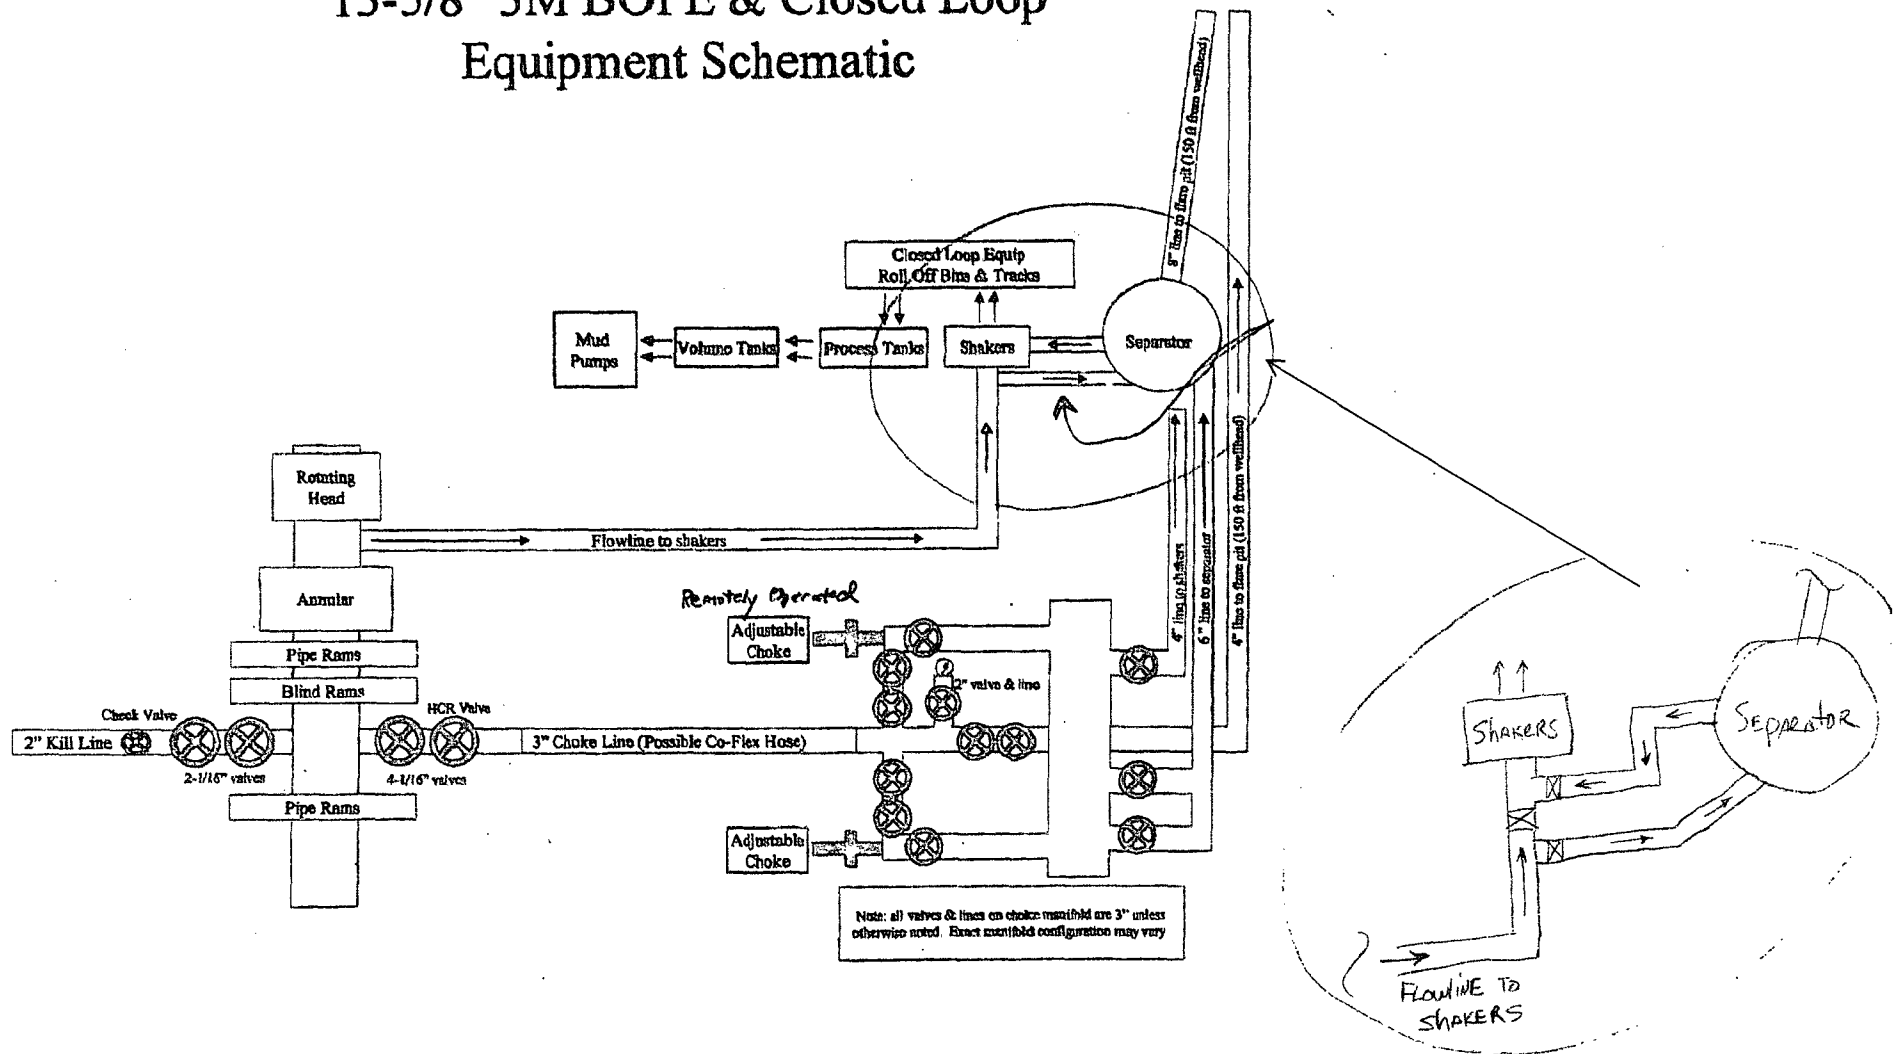 13-5/8" 3M BOPE & Closed Loop
Equipment Schematic
8" line to flare pit (150 ft from wellhead)
Closed Loop Equip
Roll Off Bins & Tracks
Mud
Pumps
Volume Tanks
Process Tanks
Shakers
Separator
Rotating
Head
Flowline to shakers
Annular
Remotely Operated
Adjustable
Choke
4" line to shakers
6" line to separator
4" line to flare pit (150 ft from wellhead)
Pipe Rams
Blind Rams
2" valve & line
Check Valve
HCR Valve
2" Kill Line
3" Choke Line (Possible Co-Flex Hose)
2-1/16" valves
4-1/16" valves
Pipe Rams
Adjustable
Choke
Note: all valves & lines on choke manifold are 3" unless
otherwise noted. Exact manifold configuration may vary
SHAKERS
SEPARATOR
FLOWLINE TO
SHAKERS